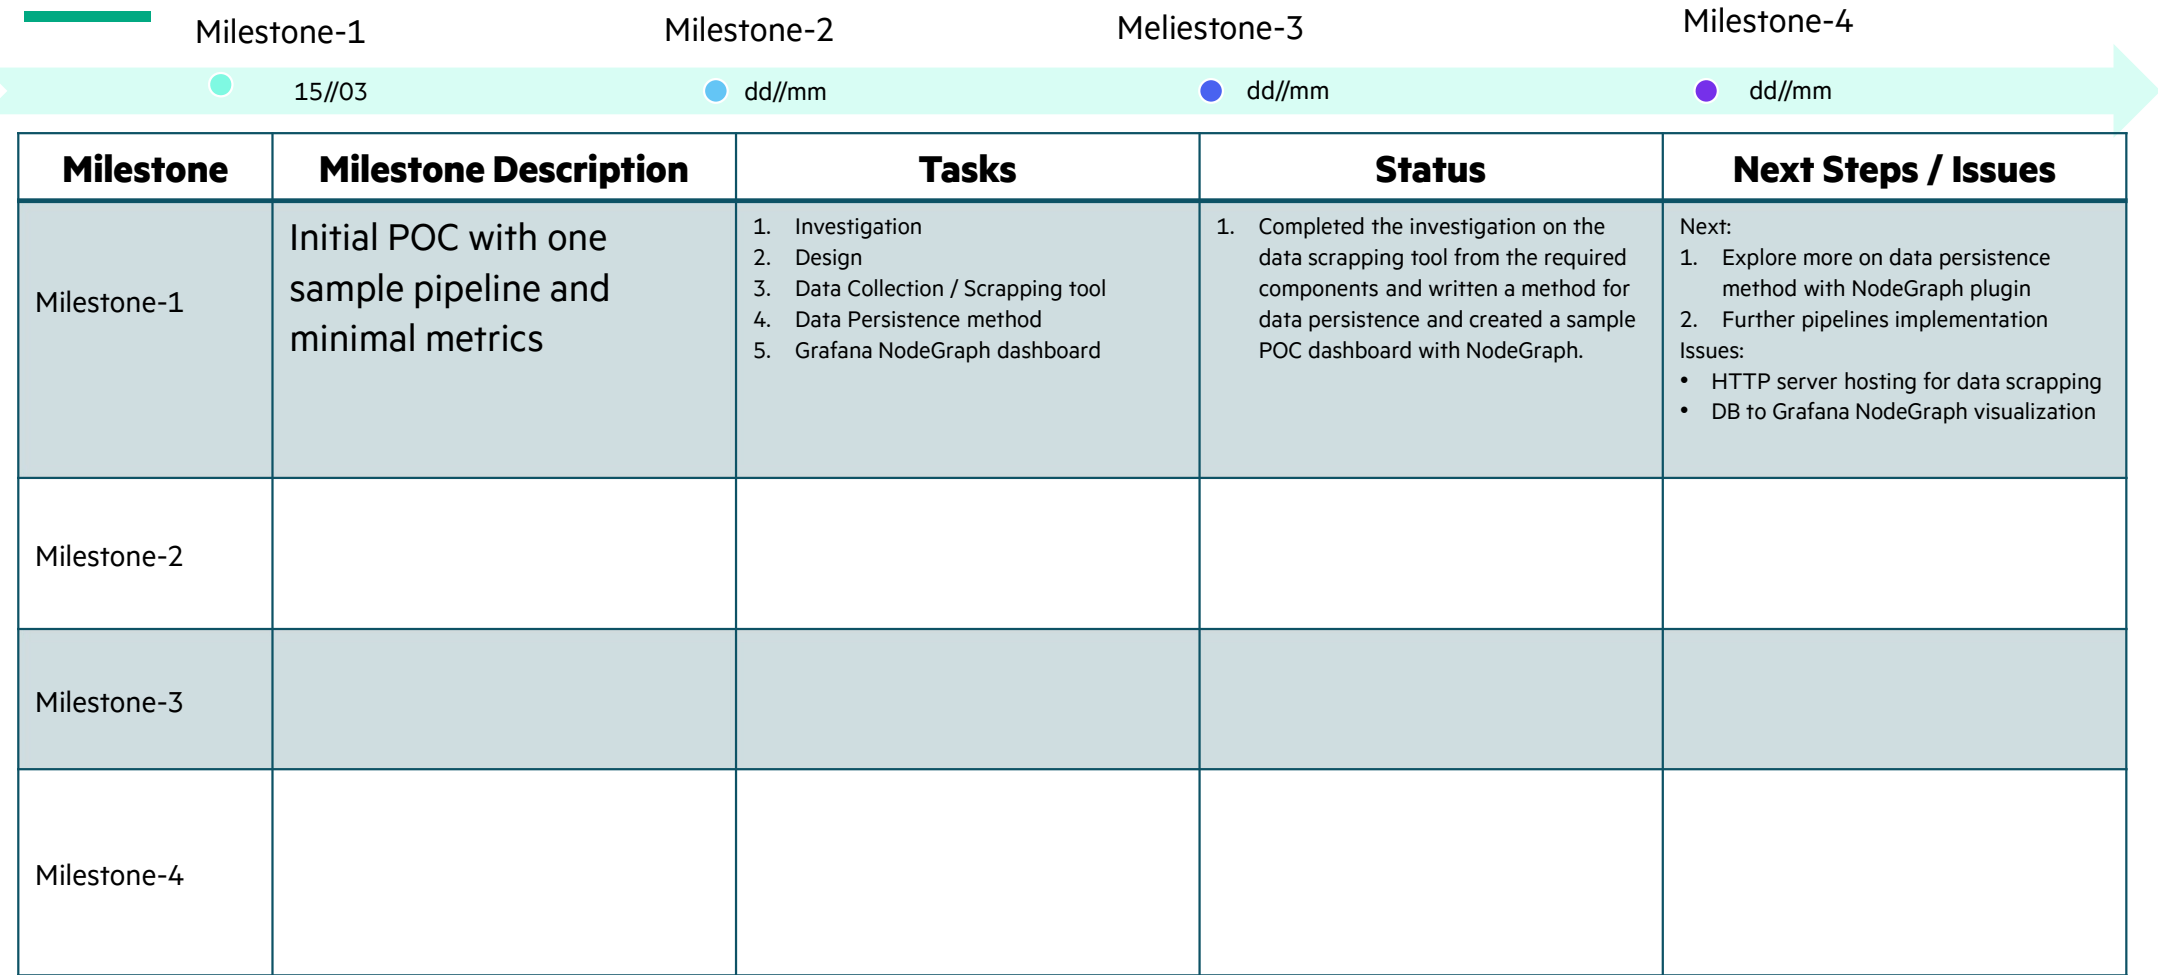 Milestone-1
Milestone-2
Meliestone-3
Milestone-4
15//03
dd//mm
dd//mm
dd//mm
Milestone
Milestone Description
Tasks
Status
Next Steps / Issues
Milestone-1
Initial POC with one
sample pipeline and
minimal metrics
1. Investigation
2. Design
3. Data Collection / Scrapping tool
4. Data Persistence method
5. Grafana NodeGraph dashboard
1. Completed the investigation on the
data scrapping tool from the required
components and written a method for
data persistence and created a sample
POC dashboard with NodeGraph.
Next:
1. Explore more on data persistence
method with NodeGraph plugin
2. Further pipelines implementation
Issues:
• HTTP server hosting for data scrapping
• DB to Grafana NodeGraph visualization
Milestone-2
Milestone-3
Milestone-4